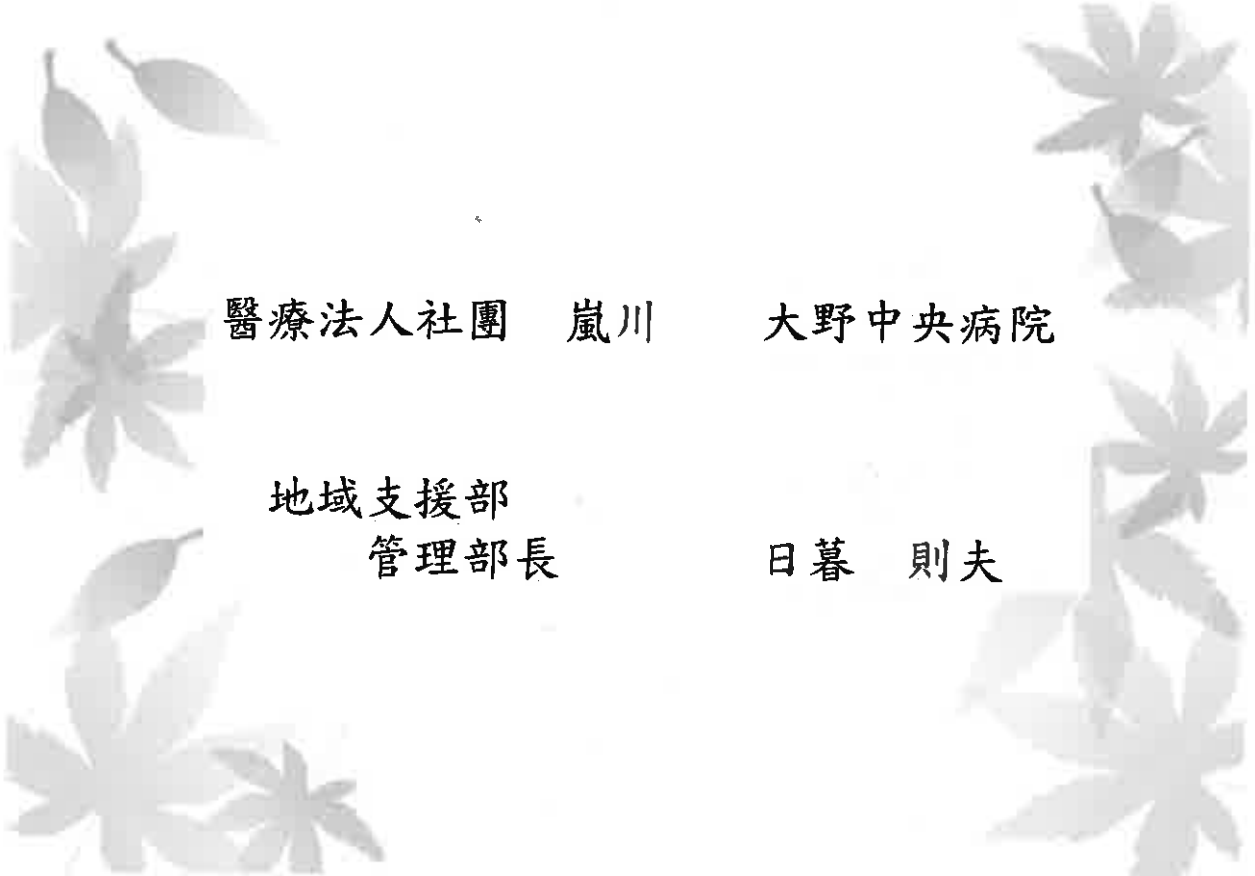 醫療法人社團　嵐川　　大野中央病院
地域支援部
管理部長　　日暮　則夫